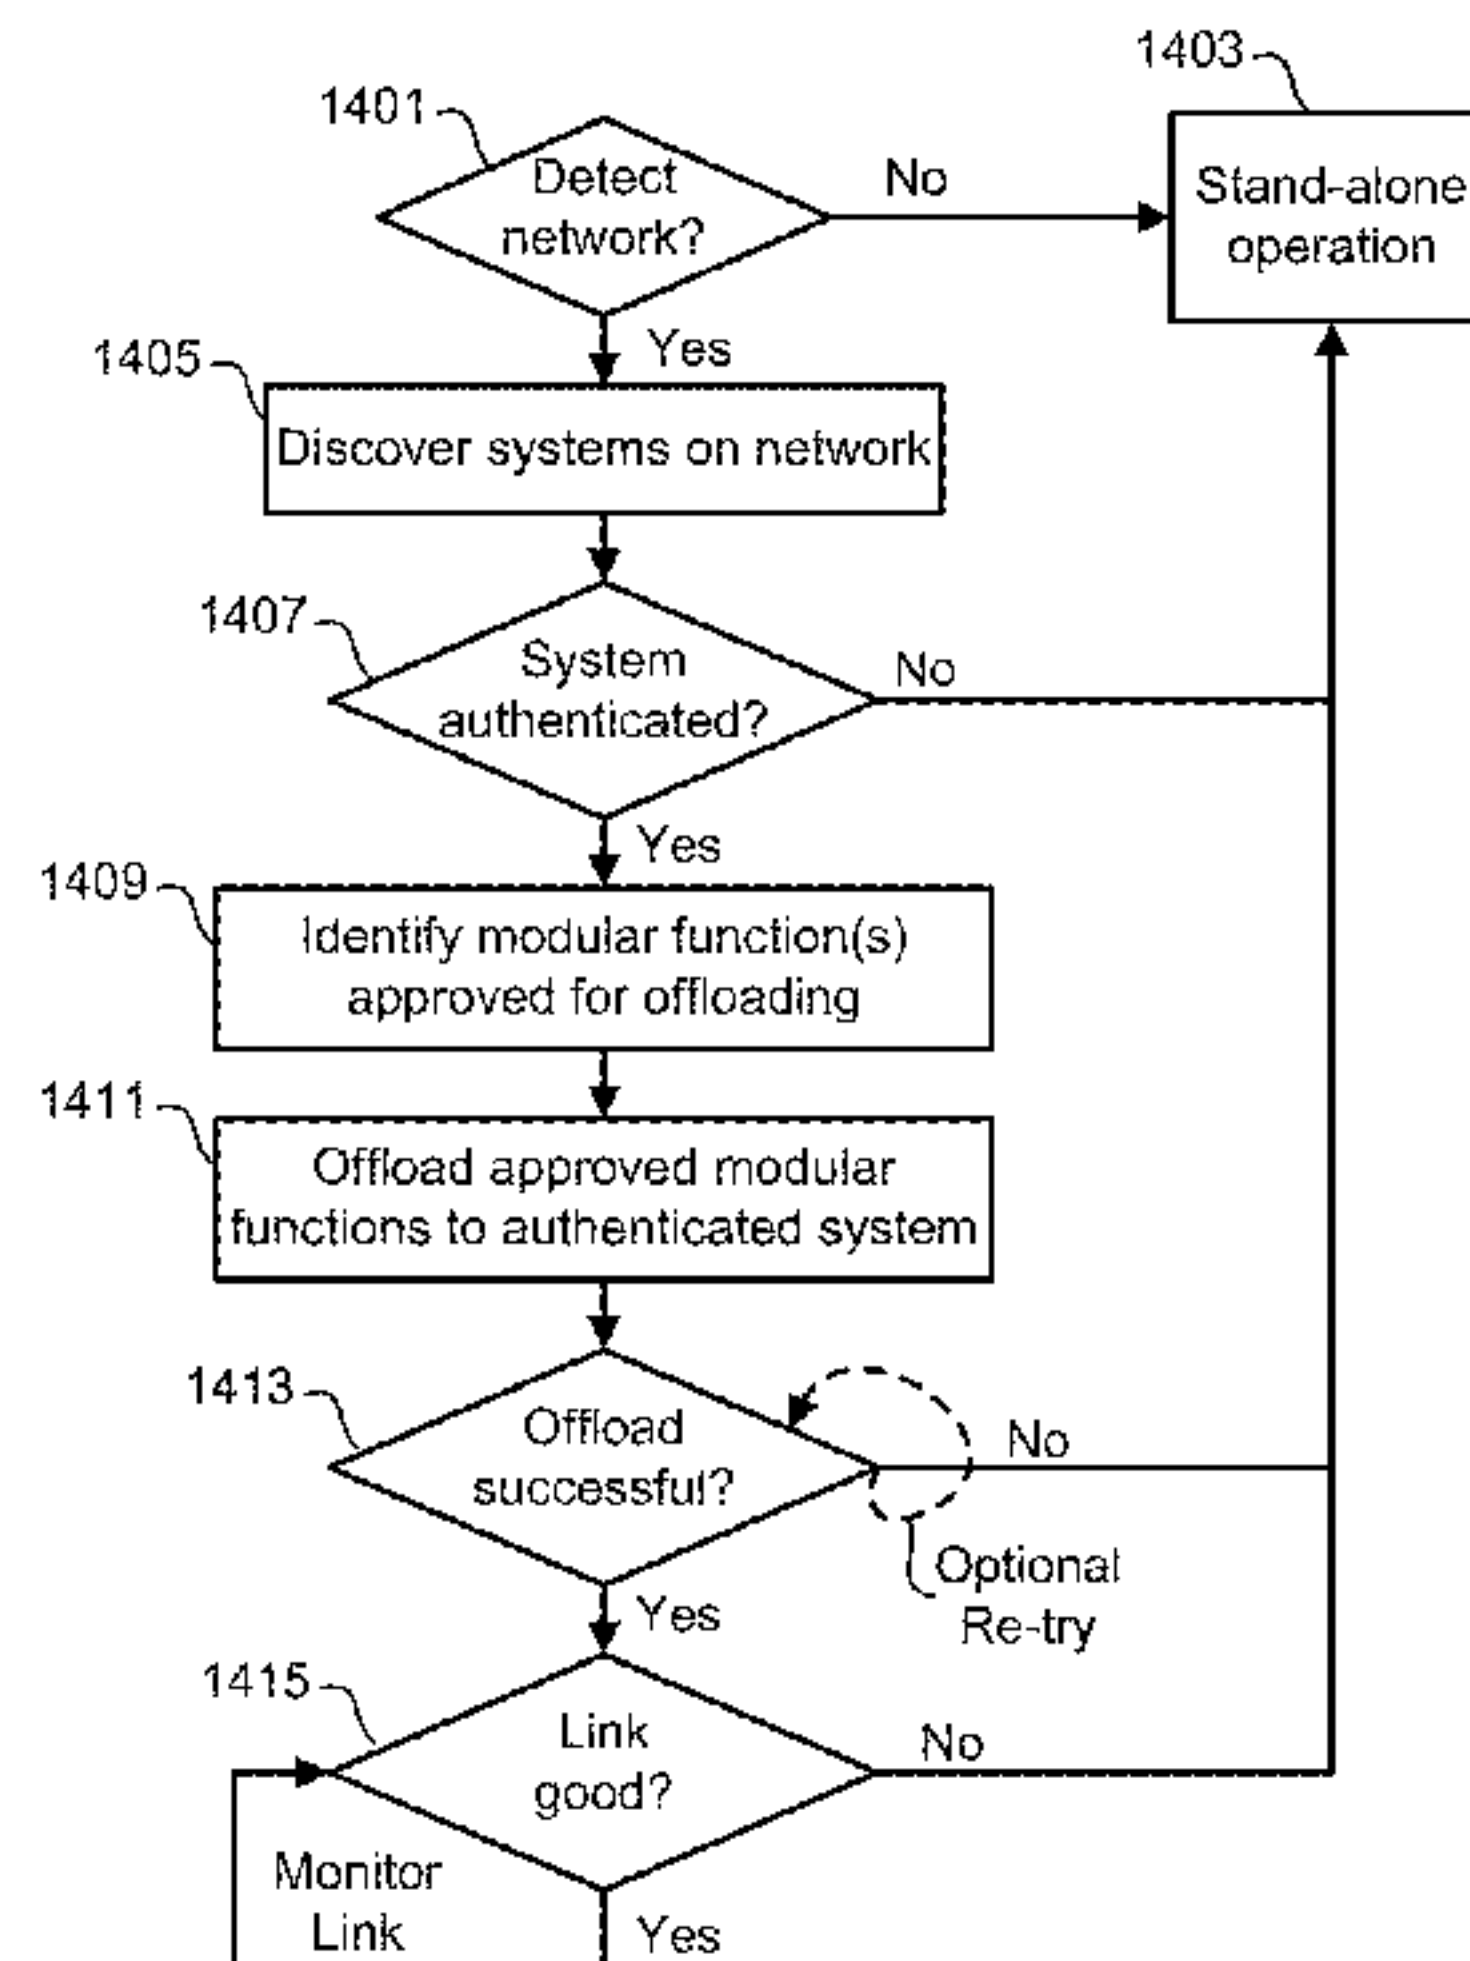 1403
1401
Detect
network?
No
Stand-alone
operation
Yes
1405
Discover systems on network
1407
System
authenticated?
No
Yes
1409
Identify modular function(s)
approved for offloading
1411
Offload approved modular
functions to authenticated system
1413
Offload
successful?
No
Optional
Re-try
Yes
1415
Link
good?
No
Monitor
Link
Yes